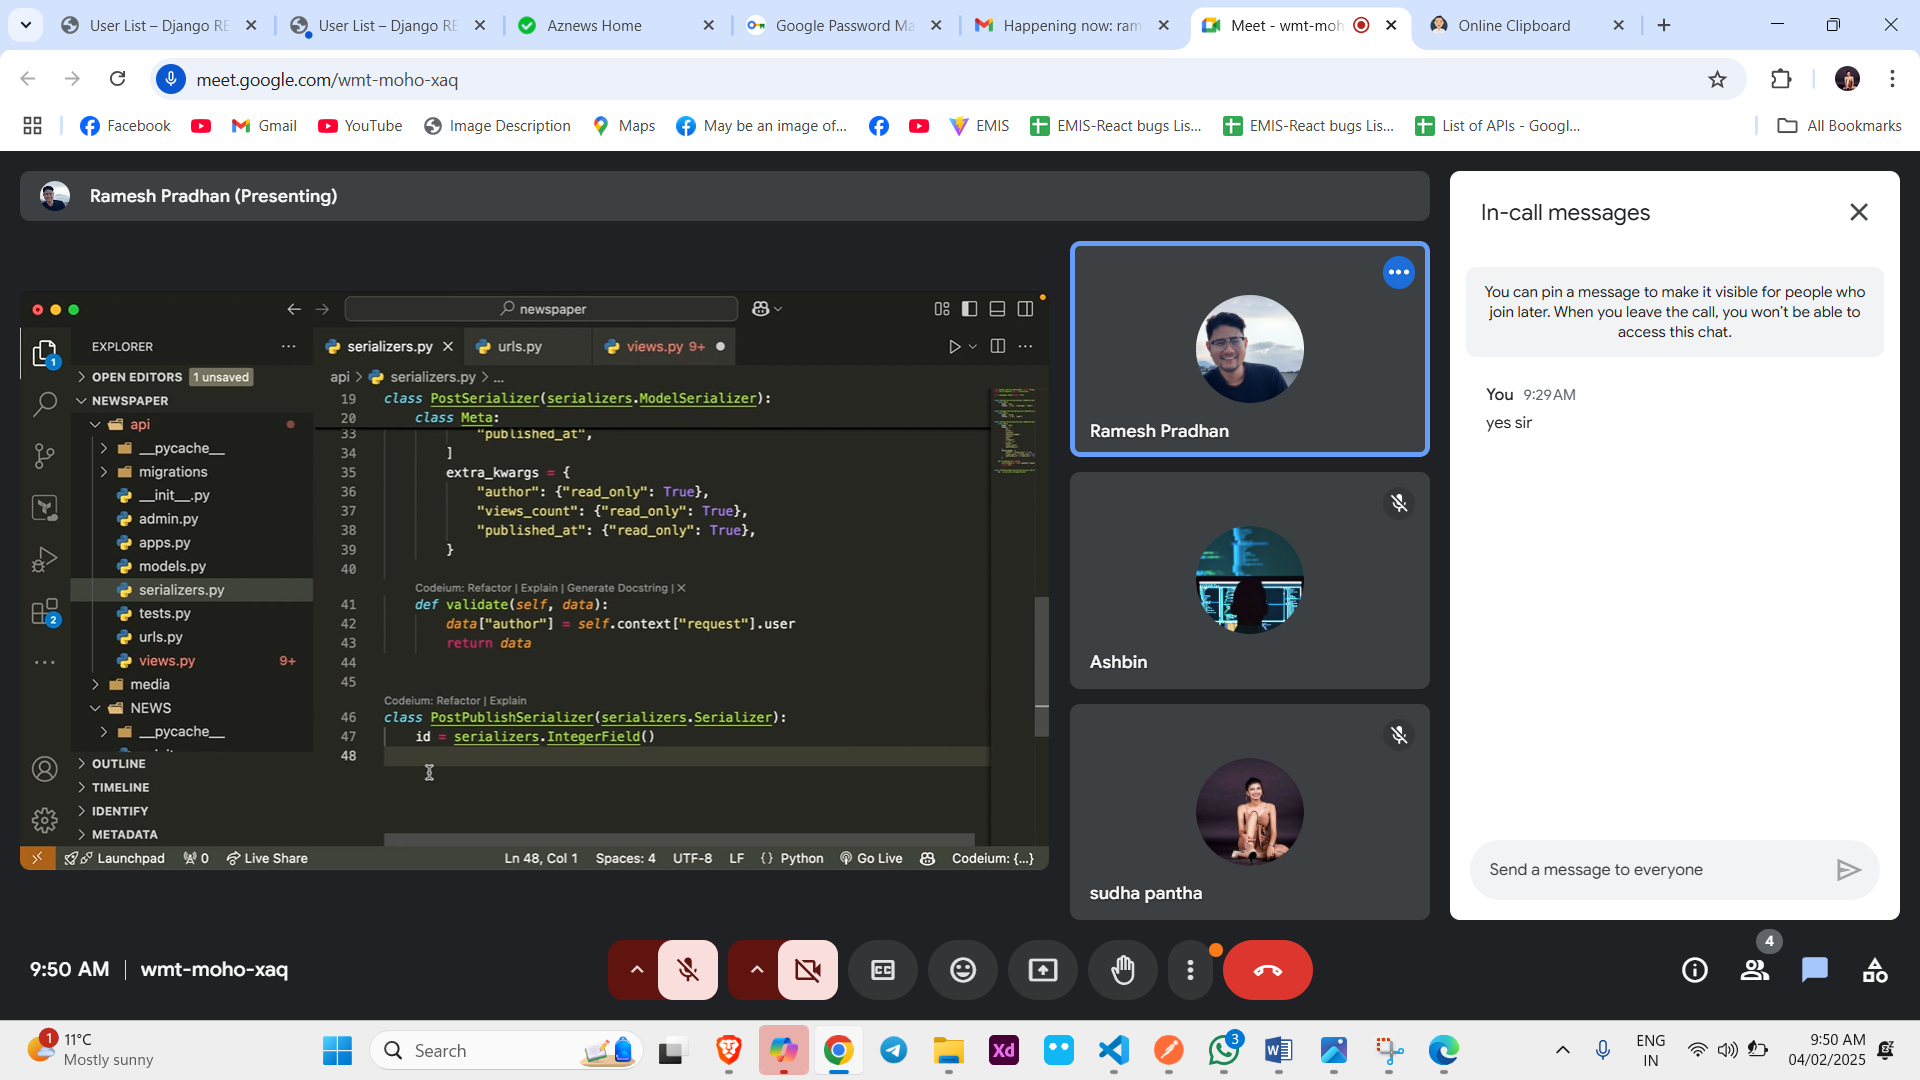 User List – Django RE
User List – Django RE
Aznews Home
Google Password Ma
Happening now: ram
Meet - wmt-moh
Online Clipboard
meet.google.com/wmt-moho-xaq
Facebook
Gmail
YouTube
Image Description
Maps
May be an image of...
EMIS
EMIS-React bugs Lis...
EMIS-React bugs Lis...
List of APIs - Googl...
All Bookmarks
Ramesh Pradhan (Presenting)
newspaper
EXPLORER
serializers.py
urls.py
views.py 9+
OPEN EDITORS 1 unsaved
NEWSPAPER
api
__pycache__
migrations
__init__.py
admin.py
apps.py
models.py
serializers.py
tests.py
urls.py
views.py 9+
media
NEWS
__pycache__
OUTLINE
TIMELINE
IDENTIFY
METADATA
1
2
api > serializers.py > ...
19 class PostSerializer(serializers.ModelSerializer):
20 class Meta:
33 "published_at",
34 ]
35 extra_kwargs = {
36 "author": {"read_only": True},
37 "views_count": {"read_only": True},
38 "published_at": {"read_only": True},
39 }
40
Codeium: Refactor | Explain | Generate Docstring | X
41 def validate(self, data):
42 data["author"] = self.context["request"].user
43 return data
44
45
Codeium: Refactor | Explain
46 class PostPublishSerializer(serializers.Serializer):
47 id = serializers.IntegerField()
48
Launchpad 0 Live Share Ln 48, Col 1 Spaces: 4 UTF-8 LF {} Python Go Live Codeium: {...}
Ramesh Pradhan
Ashbin
sudha pantha
In-call messages
You can pin a message to make it visible for people who
join later. When you leave the call, you won't be able to
access this chat.
You 9:29 AM
yes sir
Send a message to everyone
9:50 AM | wmt-moho-xaq
4
1
11°C
Mostly sunny
Search
Xd
3
ENG
IN
9:50 AM
04/02/2025